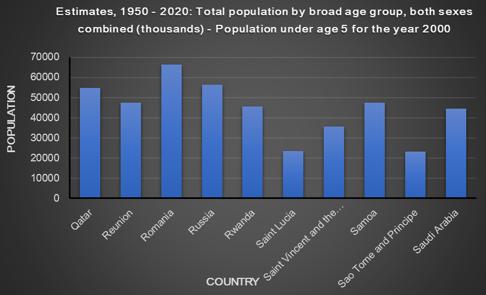 Estimates, 1950 - 2020: Total population by broad age group, both sexes
combined (thousands) - Population under age 5 for the year 2000
POPULATION
70000
60000
50000
40000
30000
20000
10000
0
Qatar
Reunion
Romania
Russia
Rwanda
Saint Lucia
Saint Vincent and the...
Samoa
Sao Tome and Principe
Saudi Arabia
COUNTRY